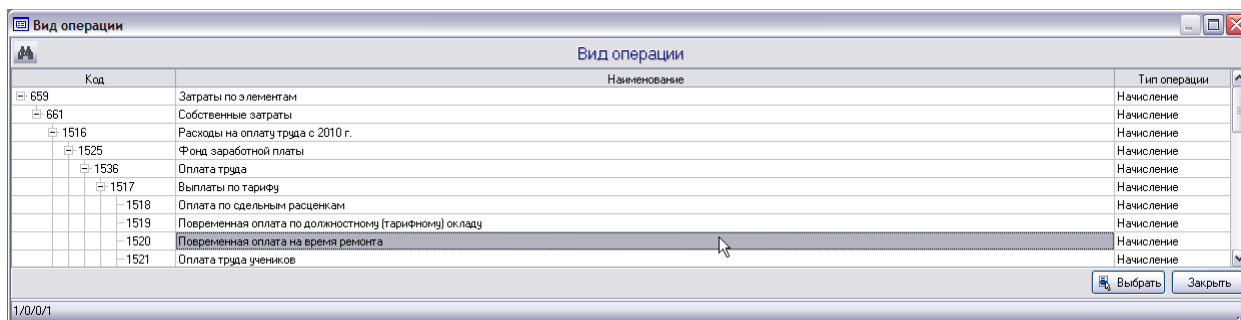 Вид операции
Вид операции
Код Наименование Тип операции
659 Затраты по элементам Начисление
661 Собственные затраты Начисление
1516 Расходы на оплату труда с 2010 г. Начисление
1525 Фонд заработной платы Начисление
1536 Оплата труда Начисление
1517 Выплаты по тарифу Начисление
1518 Оплата по сдельным расценкам Начисление
1519 Повременная оплата по должностному (тарифному) окладу Начисление
1520 Повременная оплата на время ремонта Начисление
1521 Оплата труда учеников Начисление
Выбрать Закрыть
1/0/0/1